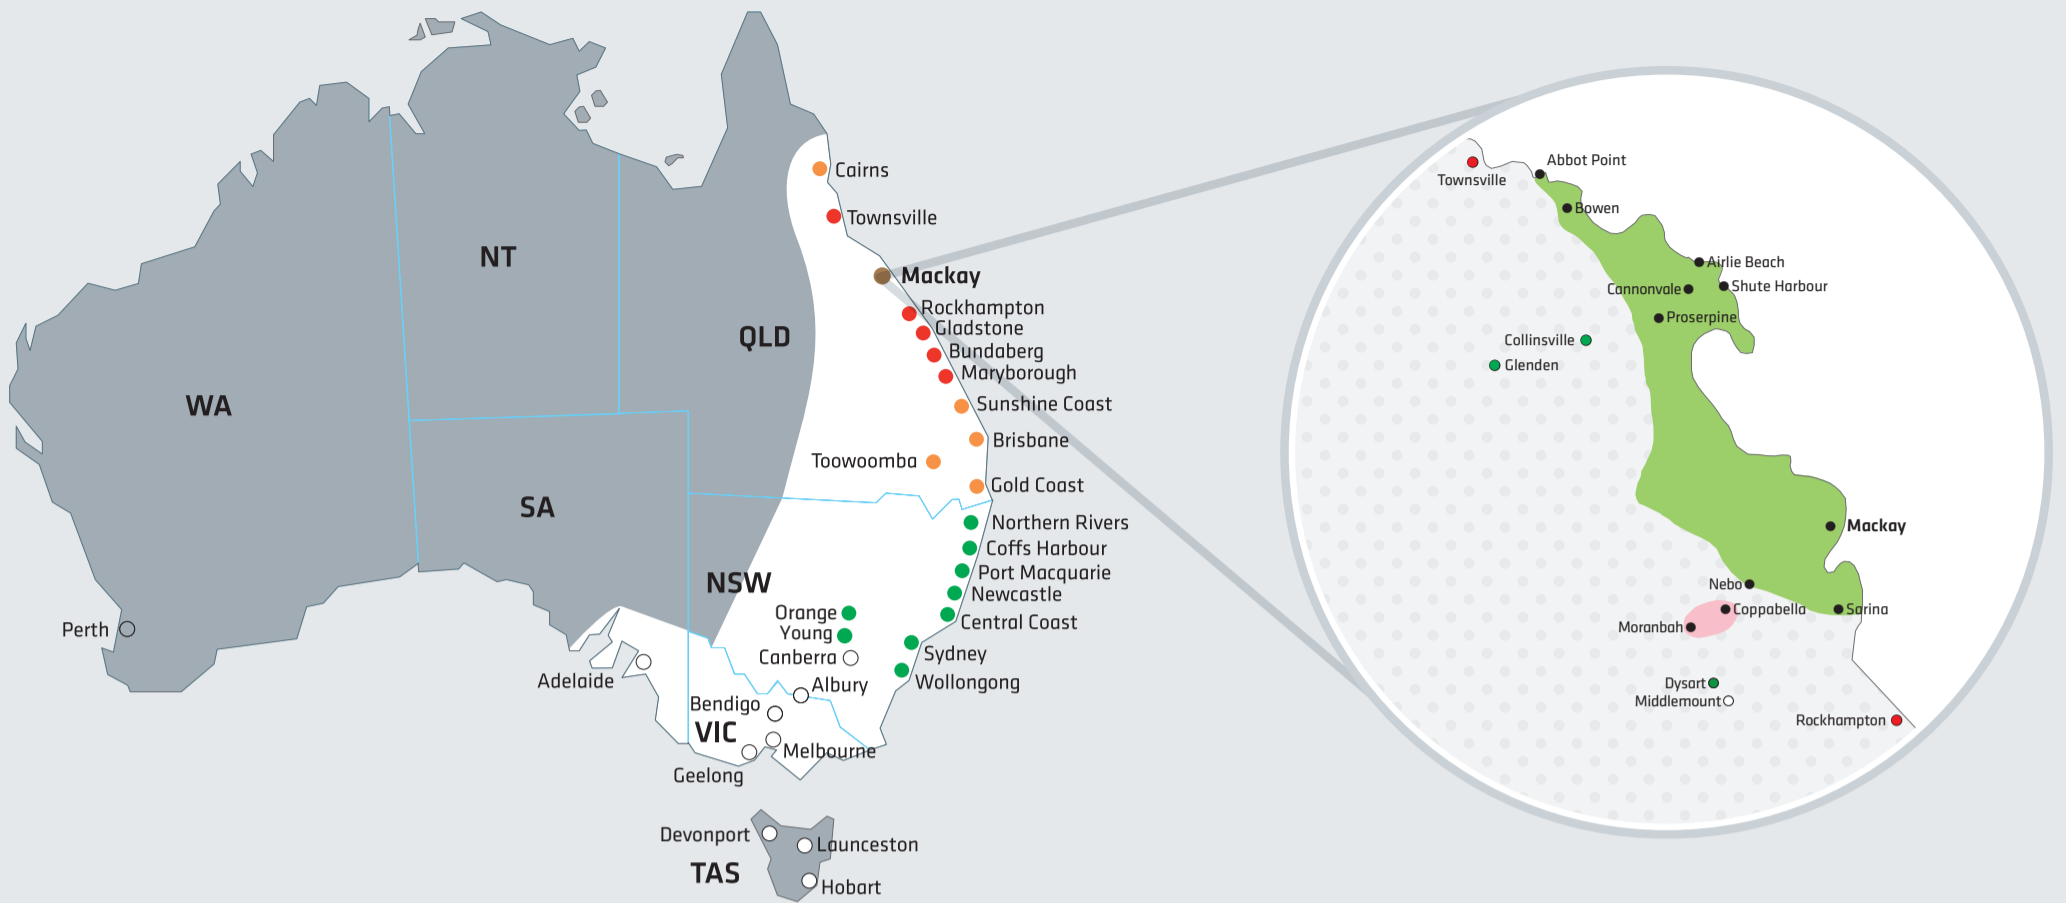 Cairns
Townsville
NT
Mackay
Rockhampton
Gladstone
QLD
Bundaberg
Maryborough
WA
Sunshine Coast
Brisbane
Toowoomba
Gold Coast
SA
Northern Rivers
Coffs Harbour
Port Macquarie
NSW
Newcastle
Orange
Central Coast
Perth
Young
Sydney
Canberra
Adelaide
Albury
Wollongong
Bendigo
VIC
Melbourne
Geelong
Devonport
Launceston
TAS
Hobart
Abbot Point
Townsville
Bowen
Airlie Beach
Cannonvale
Shute Harbour
Proserpine
Collinsville
Glenden
Mackay
Nebo
Coppabella
Sarina
Moranbah
Dysart
Middlemount
Rockhampton